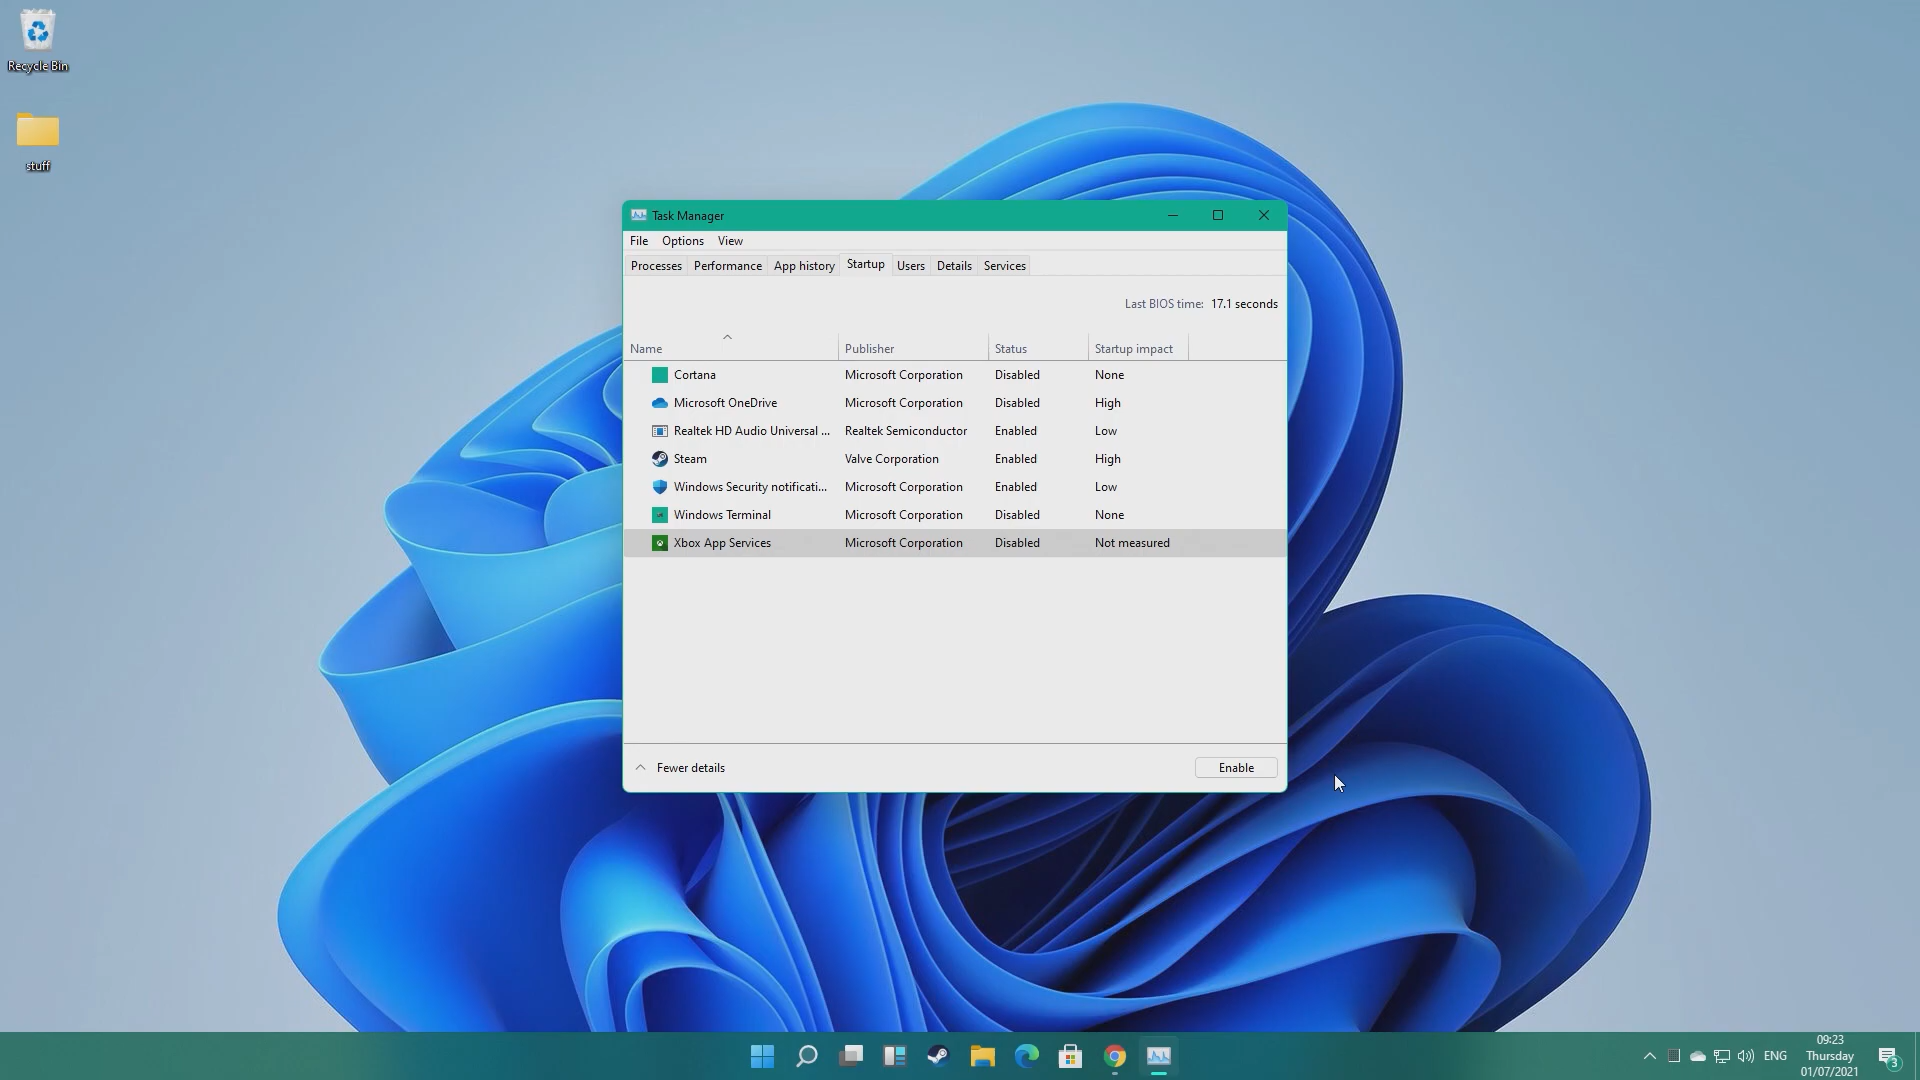 Recycle Bin
stuff
Task Manager
File Options View
Processes Performance App history Startup Users Details Services
Last BIOS time: 17.1 seconds
Name Publisher Status Startup impact
Cortana Microsoft Corporation Disabled None
Microsoft OneDrive Microsoft Corporation Disabled High
Realtek HD Audio Universal ... Realtek Semiconductor Enabled Low
Steam Valve Corporation Enabled High
Windows Security notificati... Microsoft Corporation Enabled Low
Windows Terminal Microsoft Corporation Disabled None
Xbox App Services Microsoft Corporation Disabled Not measured
Fewer details Enable
ENG
09:23
Thursday
01/07/2021
3